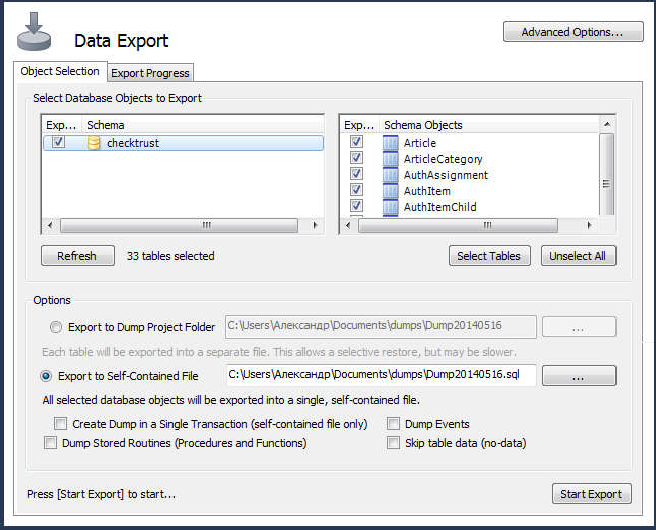 Data Export
Advanced Options...
Object Selection
Export Progress
Select Database Objects to Export
Exp... Schema
checktrust
Exp... Schema Objects
Article
ArticleCategory
AuthAssignment
AuthItem
AuthItemChild
Refresh
33 tables selected
Select Tables
Unselect All
Options
Export to Dump Project Folder
C:\Users\Александр\Documents\dumps\Dump20140516
...
Each table will be exported into a separate file. This allows a selective restore, but may be slower.
Export to Self-Contained File
C:\Users\Александр\Documents\dumps\Dump20140516.sql
...
All selected database objects will be exported into a single, self-contained file.
Create Dump in a Single Transaction (self-contained file only)
Dump Events
Dump Stored Routines (Procedures and Functions)
Skip table data (no-data)
Press [Start Export] to start...
Start Export